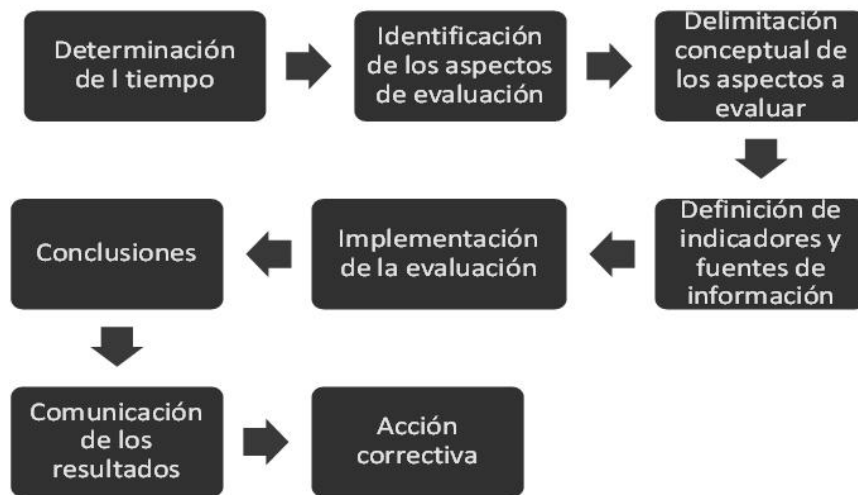 Determinación
de l tiempo
Identificación
de los aspectos
de evaluación
Delimitación
conceptual de
los aspectos a
evaluar
Definición de
indicadores y
fuentes de
información
Implementación
de la evaluación
Conclusiones
Comunicación
de los
resultados
Acción
correctiva